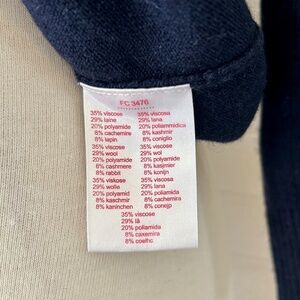 FC 3476
35% viscose
29% laine
20% polyamide
8% cachemire
8% lapin
35% viscose
29% wool
20% polyamide
8% cashmere
8% rabbit
35% viskose
29% wolle
20% polyamid
8% kaschmir
8% kaninchen
35% viscosa
29% lana
20% poliammidica
8% kashmir
8% coniglio
35% viscose
29% wol
20% polyamide
8% kasjmier
8% konijn
35% viscosa
29% lana
20% poliamida
8% cachemira
8% conejo
35% viscose
29% lã
20% poliamida
8% caxemira
8% coelho